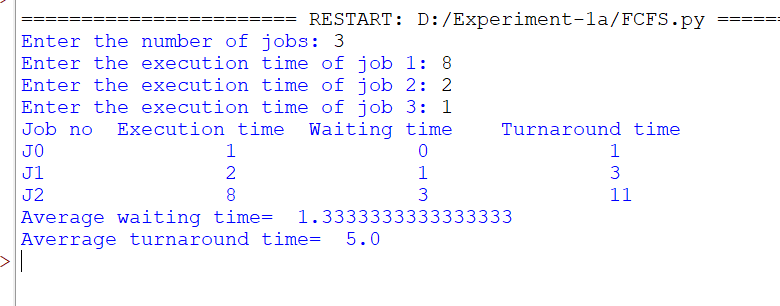 ======================= RESTART: D:/Experiment-1a/FCFS.py =====
Enter the number of jobs: 3
Enter the execution time of job 1: 8
Enter the execution time of job 2: 2
Enter the execution time of job 3: 1
Job no  Execution time  Waiting time    Turnaround time
J0               1               0               1
J1               2               1               3
J2               8               3               11
Average waiting time=  1.3333333333333333
Averrage turnaround time=  5.0
>